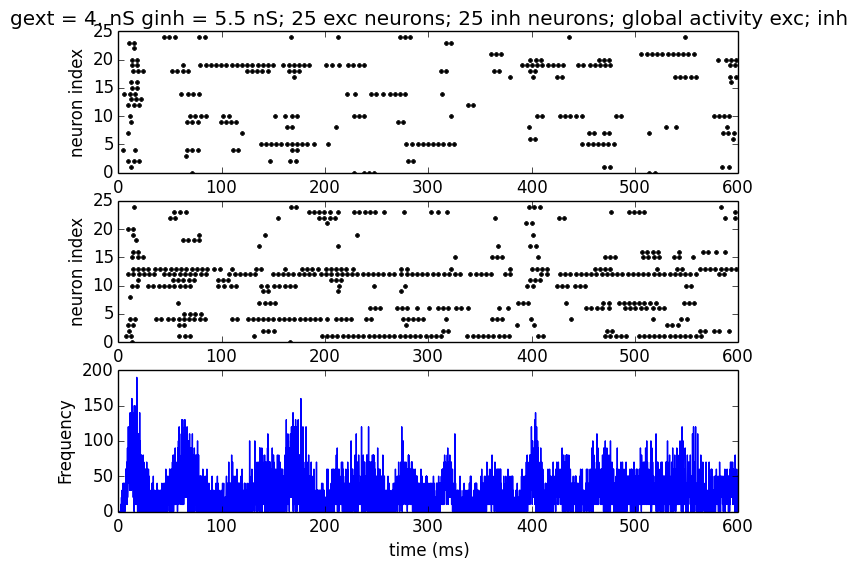 gext = 4. nS ginh = 5.5 nS; 25 exc neurons; 25 inh neurons; global activity exc; inh
25
20
15
10
5
0
neuron index
0 100 200 300 400 500 600
25
20
15
10
5
0
neuron index
0 100 200 300 400 500 600
200
150
100
50
0
Frequency
0 100 200 300 400 500 600
time (ms)